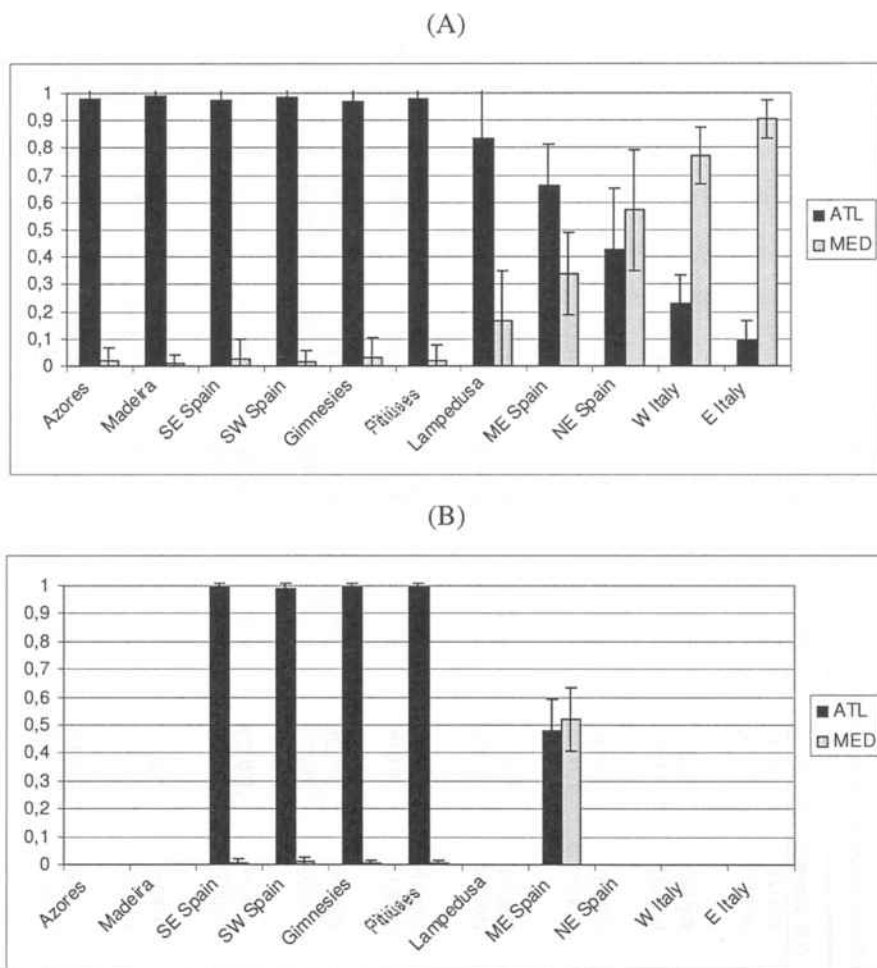 (A)
1
0,9
0,8
0,7
0,6
0,5
0,4
0,3
0,2
0,1
0
ATL
MED
Azores
Madeira
SE Spain
SW Spain
Gimnesies
Pitiüses
Lampedusa
ME Spain
NE Spain
W Italy
E Italy
(B)
1
0,9
0,8
0,7
0,6
0,5
0,4
0,3
0,2
0,1
0
ATL
MED
Azores
Madeira
SE Spain
SW Spain
Gimnesies
Pitiüses
Lampedusa
ME Spain
NE Spain
W Italy
E Italy